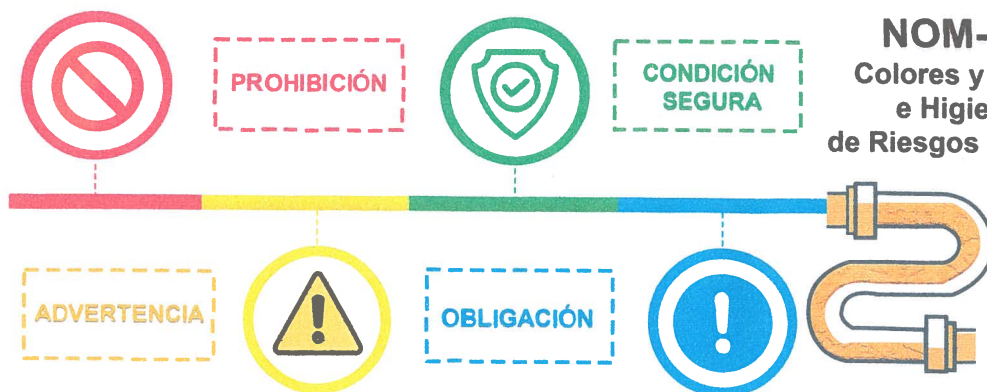 PROHIBICIÓN
CONDICIÓN
SEGURA
NOM-
Colores y
e Higie
de Riesgos
ADVERTENCIA
OBLIGACIÓN